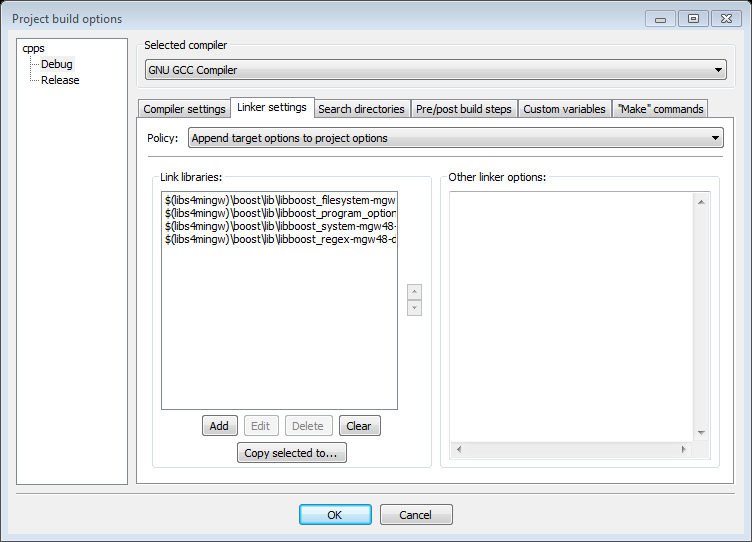 Project build options
cpps
Debug
Release
Selected compiler
GNU GCC Compiler
Compiler settings
Linker settings
Search directories
Pre/post build steps
Custom variables
"Make" commands
Policy:
Append target options to project options
Link libraries:
$(libs4mingw)\boost\lib\libboost_filesystem-mgw
$(libs4mingw)\boost\lib\libboost_program_option
$(libs4mingw)\boost\lib\libboost_system-mgw48-
$(libs4mingw)\boost\lib\libboost_regex-mgw48-d
Other linker options:
Add
Edit
Delete
Clear
Copy selected to...
OK
Cancel